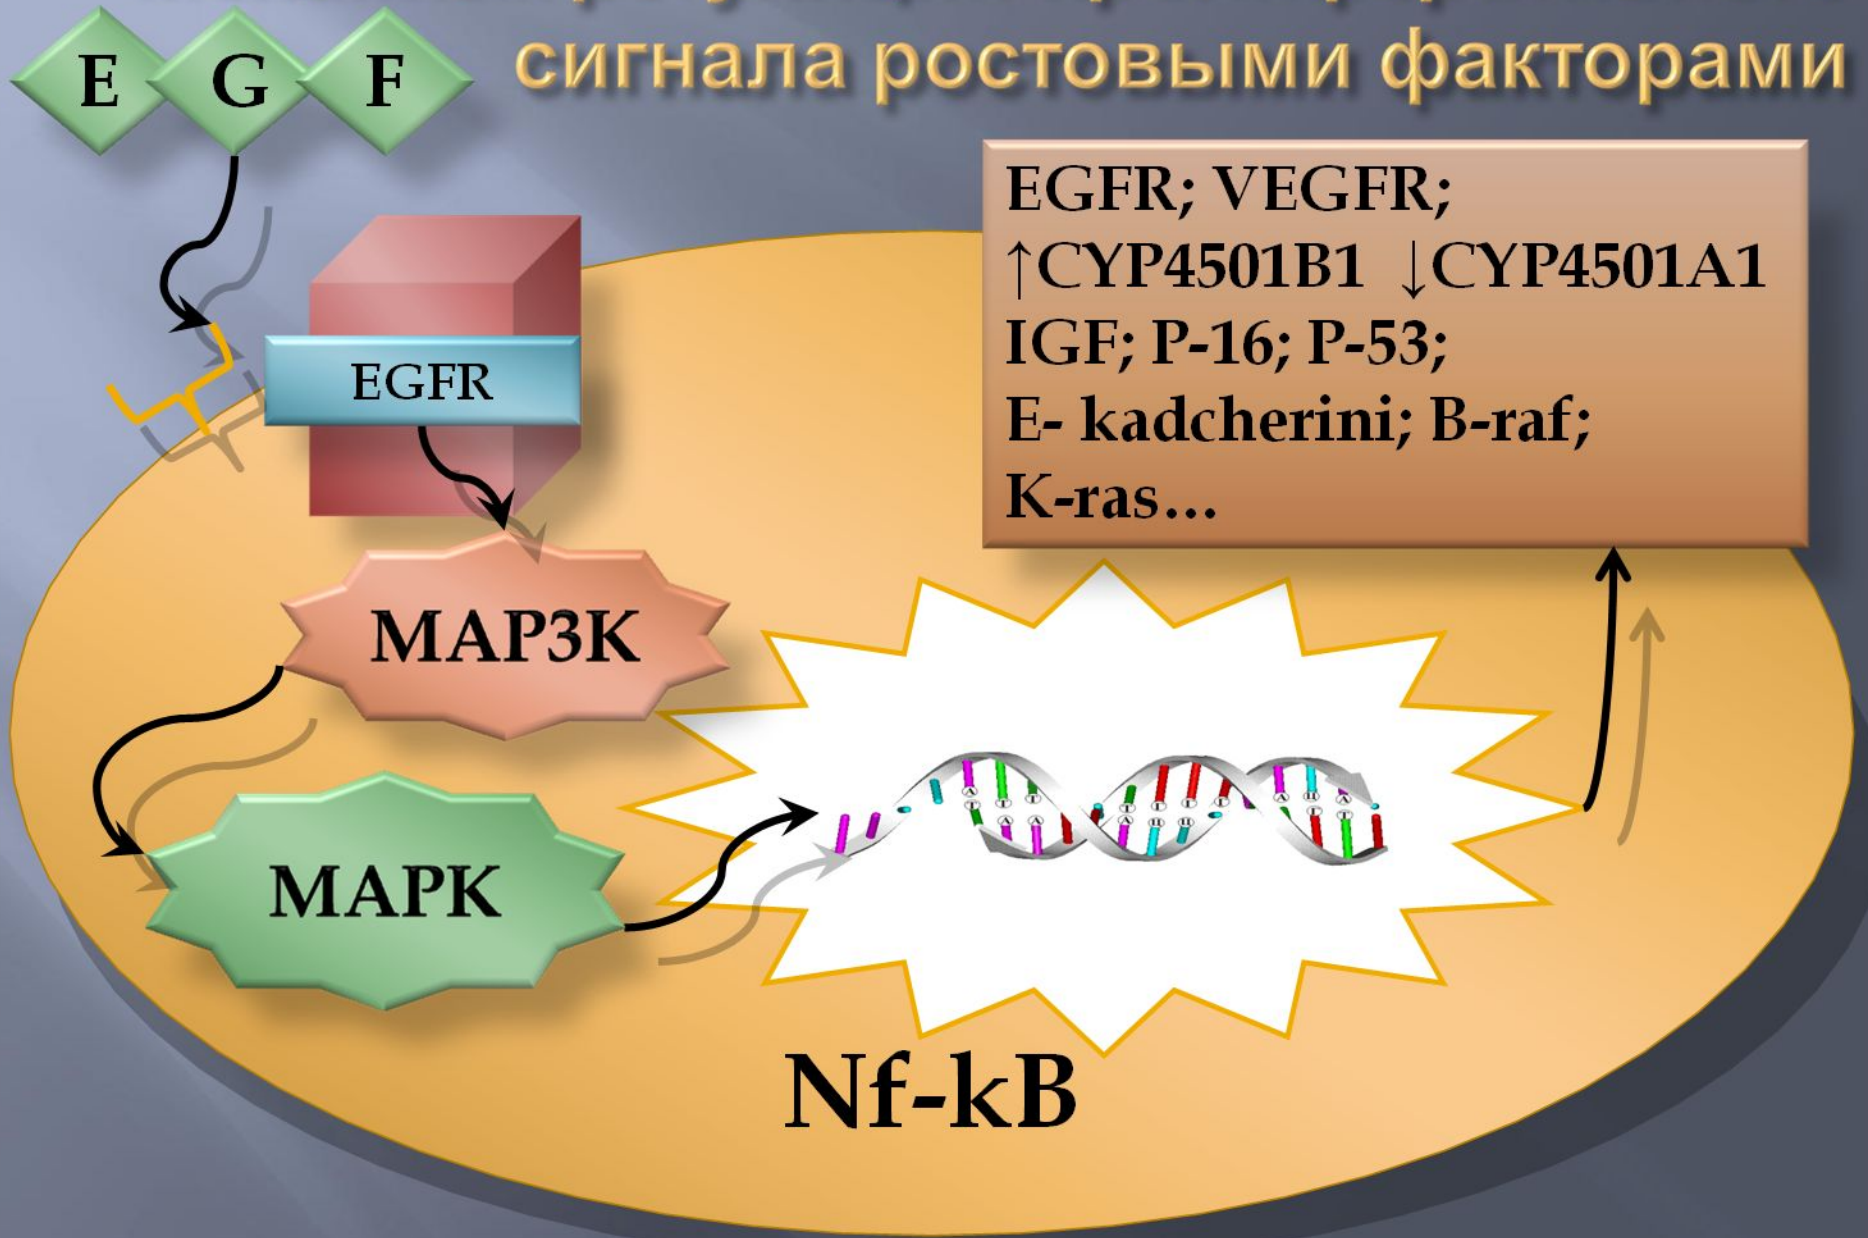 сигнала ростовыми факторами
E G F
EGFR; VEGFR;
↑CYP4501B1 ↓CYP4501A1
IGF; P-16; P-53;
E- kadcherini; B-raf;
K-ras…
EGFR
MAP3K
MAPK
Nf-kB